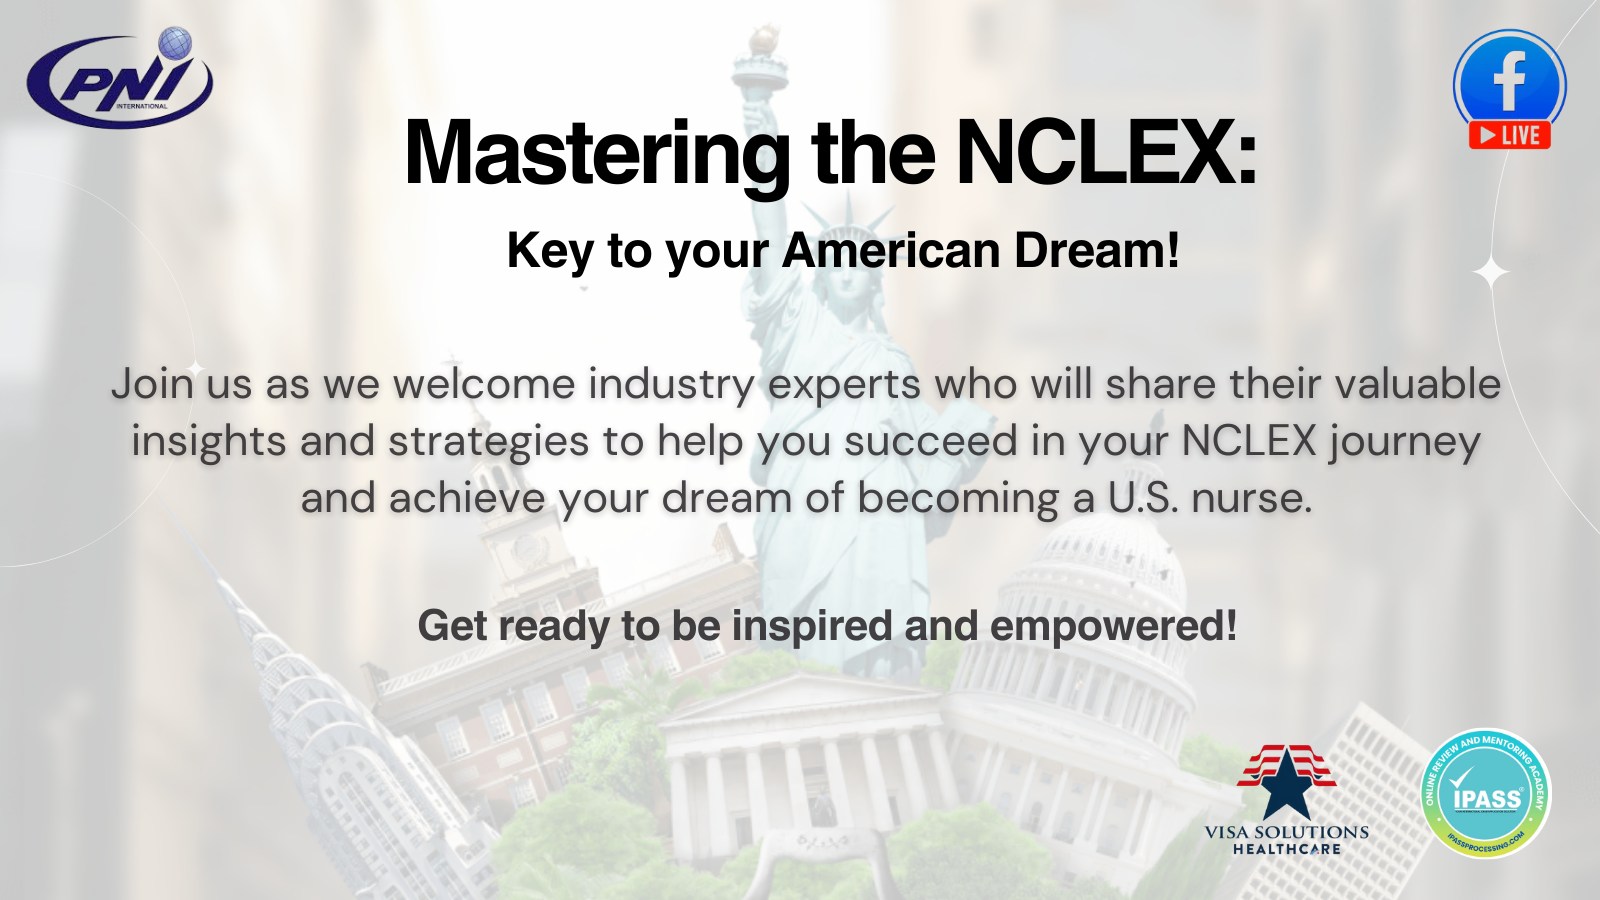 PNI
INTERNATIONAL
f
LIVE
Mastering the NCLEX:
Key to your American Dream!
Join us as we welcome industry experts who will share their valuable
insights and strategies to help you succeed in your NCLEX journey
and achieve your dream of becoming a U.S. nurse.
Get ready to be inspired and empowered!
VISA SOLUTIONS
HEALTHCARE
ONLINE REVIEW AND MENTORING ACADEMY
IPASS®
IPASSPROCESSING.COM